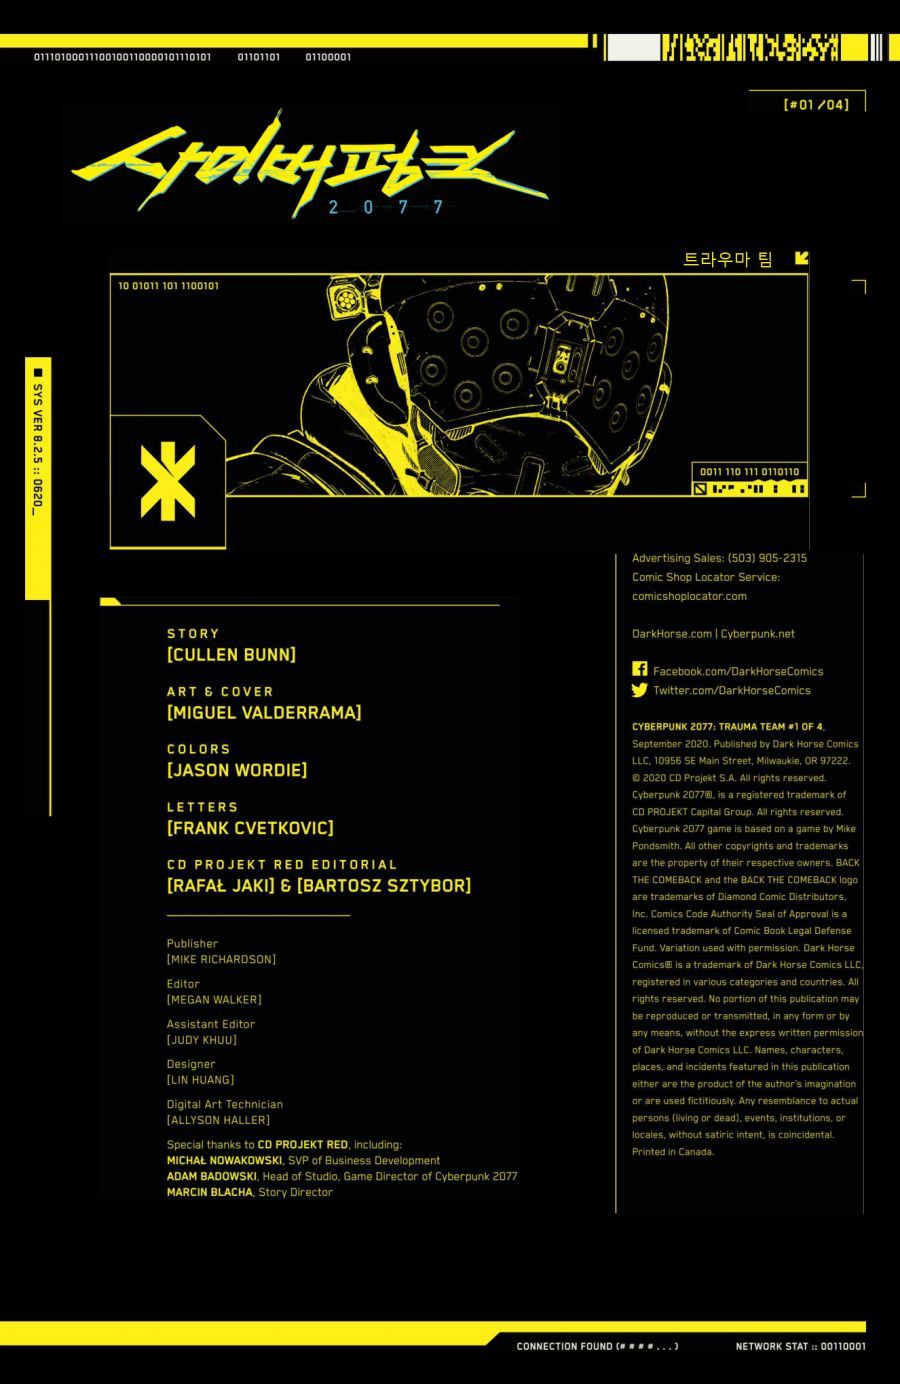 01110100011100100110000101110101 01101101 01100001
[#01/04]
사이버펑크
2077
트라우마 팀
10 01011 101 1100101
SYS VER 8.2.5 :: 0620_
0011 110 111 0110110
STORY
[CULLEN BUNN]
ART & COVER
[MIGUEL VALDERRAMA]
COLORS
[JASON WORDIE]
LETTERS
[FRANK CVETKOVIC]
CD PROJEKT RED EDITORIAL
[RAFAŁ JAKI] & [BARTOSZ SZTYBOR]
Publisher
[MIKE RICHARDSON]
Editor
[MEGAN WALKER]
Assistant Editor
[JUDY KHUU]
Designer
[LIN HUANG]
Digital Art Technician
[ALLYSON HALLER]
Special thanks to CD PROJEKT RED, including:
MICHAŁ NOWAKOWSKI, SVP of Business Development
ADAM BADOWSKI, Head of Studio, Game Director of Cyberpunk 2077
MARCIN BLACHA, Story Director
Advertising Sales: (503) 905-2315
Comic Shop Locator Service:
comicshoplocator.com
DarkHorse.com | Cyberpunk.net
Facebook.com/DarkHorseComics
Twitter.com/DarkHorseComics
CYBERPUNK 2077: TRAUMA TEAM #1 OF 4,
September 2020. Published by Dark Horse Comics
LLC, 10956 SE Main Street, Milwaukie, OR 97222.
© 2020 CD Projekt S.A. All rights reserved.
Cyberpunk 2077®, is a registered trademark of
CD PROJEKT Capital Group. All rights reserved.
Cyberpunk 2077 game is based on a game by Mike
Pondsmith. All other copyrights and trademarks
are the property of their respective owners. BACK
THE COMEBACK and the BACK THE COMEBACK logo
are trademarks of Diamond Comic Distributors,
Inc. Comics Code Authority Seal of Approval is a
licensed trademark of Comic Book Legal Defense
Fund. Variation used with permission. Dark Horse
Comics® is a trademark of Dark Horse Comics LLC,
registered in various categories and countries. All
rights reserved. No portion of this publication may
be reproduced or transmitted, in any form or by
any means, without the express written permission
of Dark Horse Comics LLC. Names, characters,
places, and incidents featured in this publication
either are the product of the author's imagination
or are used fictitiously. Any resemblance to actual
persons (living or dead), events, institutions, or
locales, without satiric intent, is coincidental.
Printed in Canada.
CONNECTION FOUND (# # # # . . . )
NETWORK STAT :: 00110001